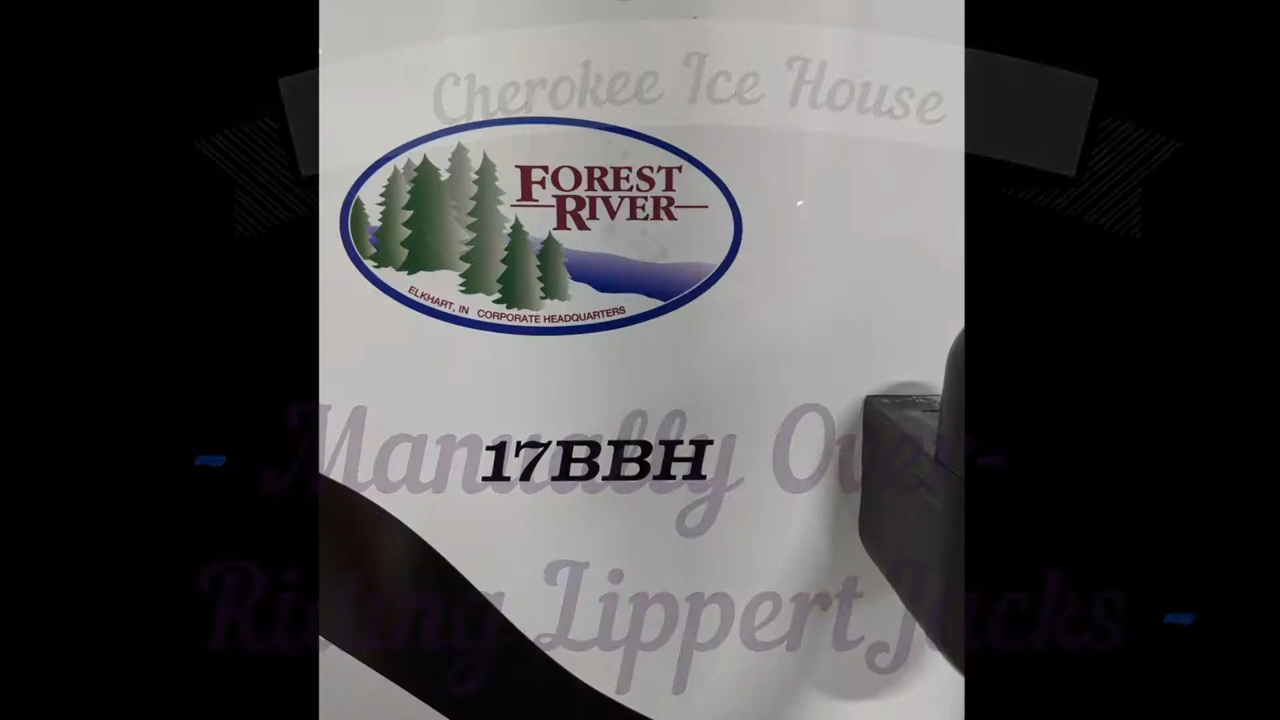 Cherokee Ice House
FOREST
RIVER
ELKHART, IN CORPORATE HEADQUARTERS
- Manually Over-
17BBH
Riding Lippert Jacks -